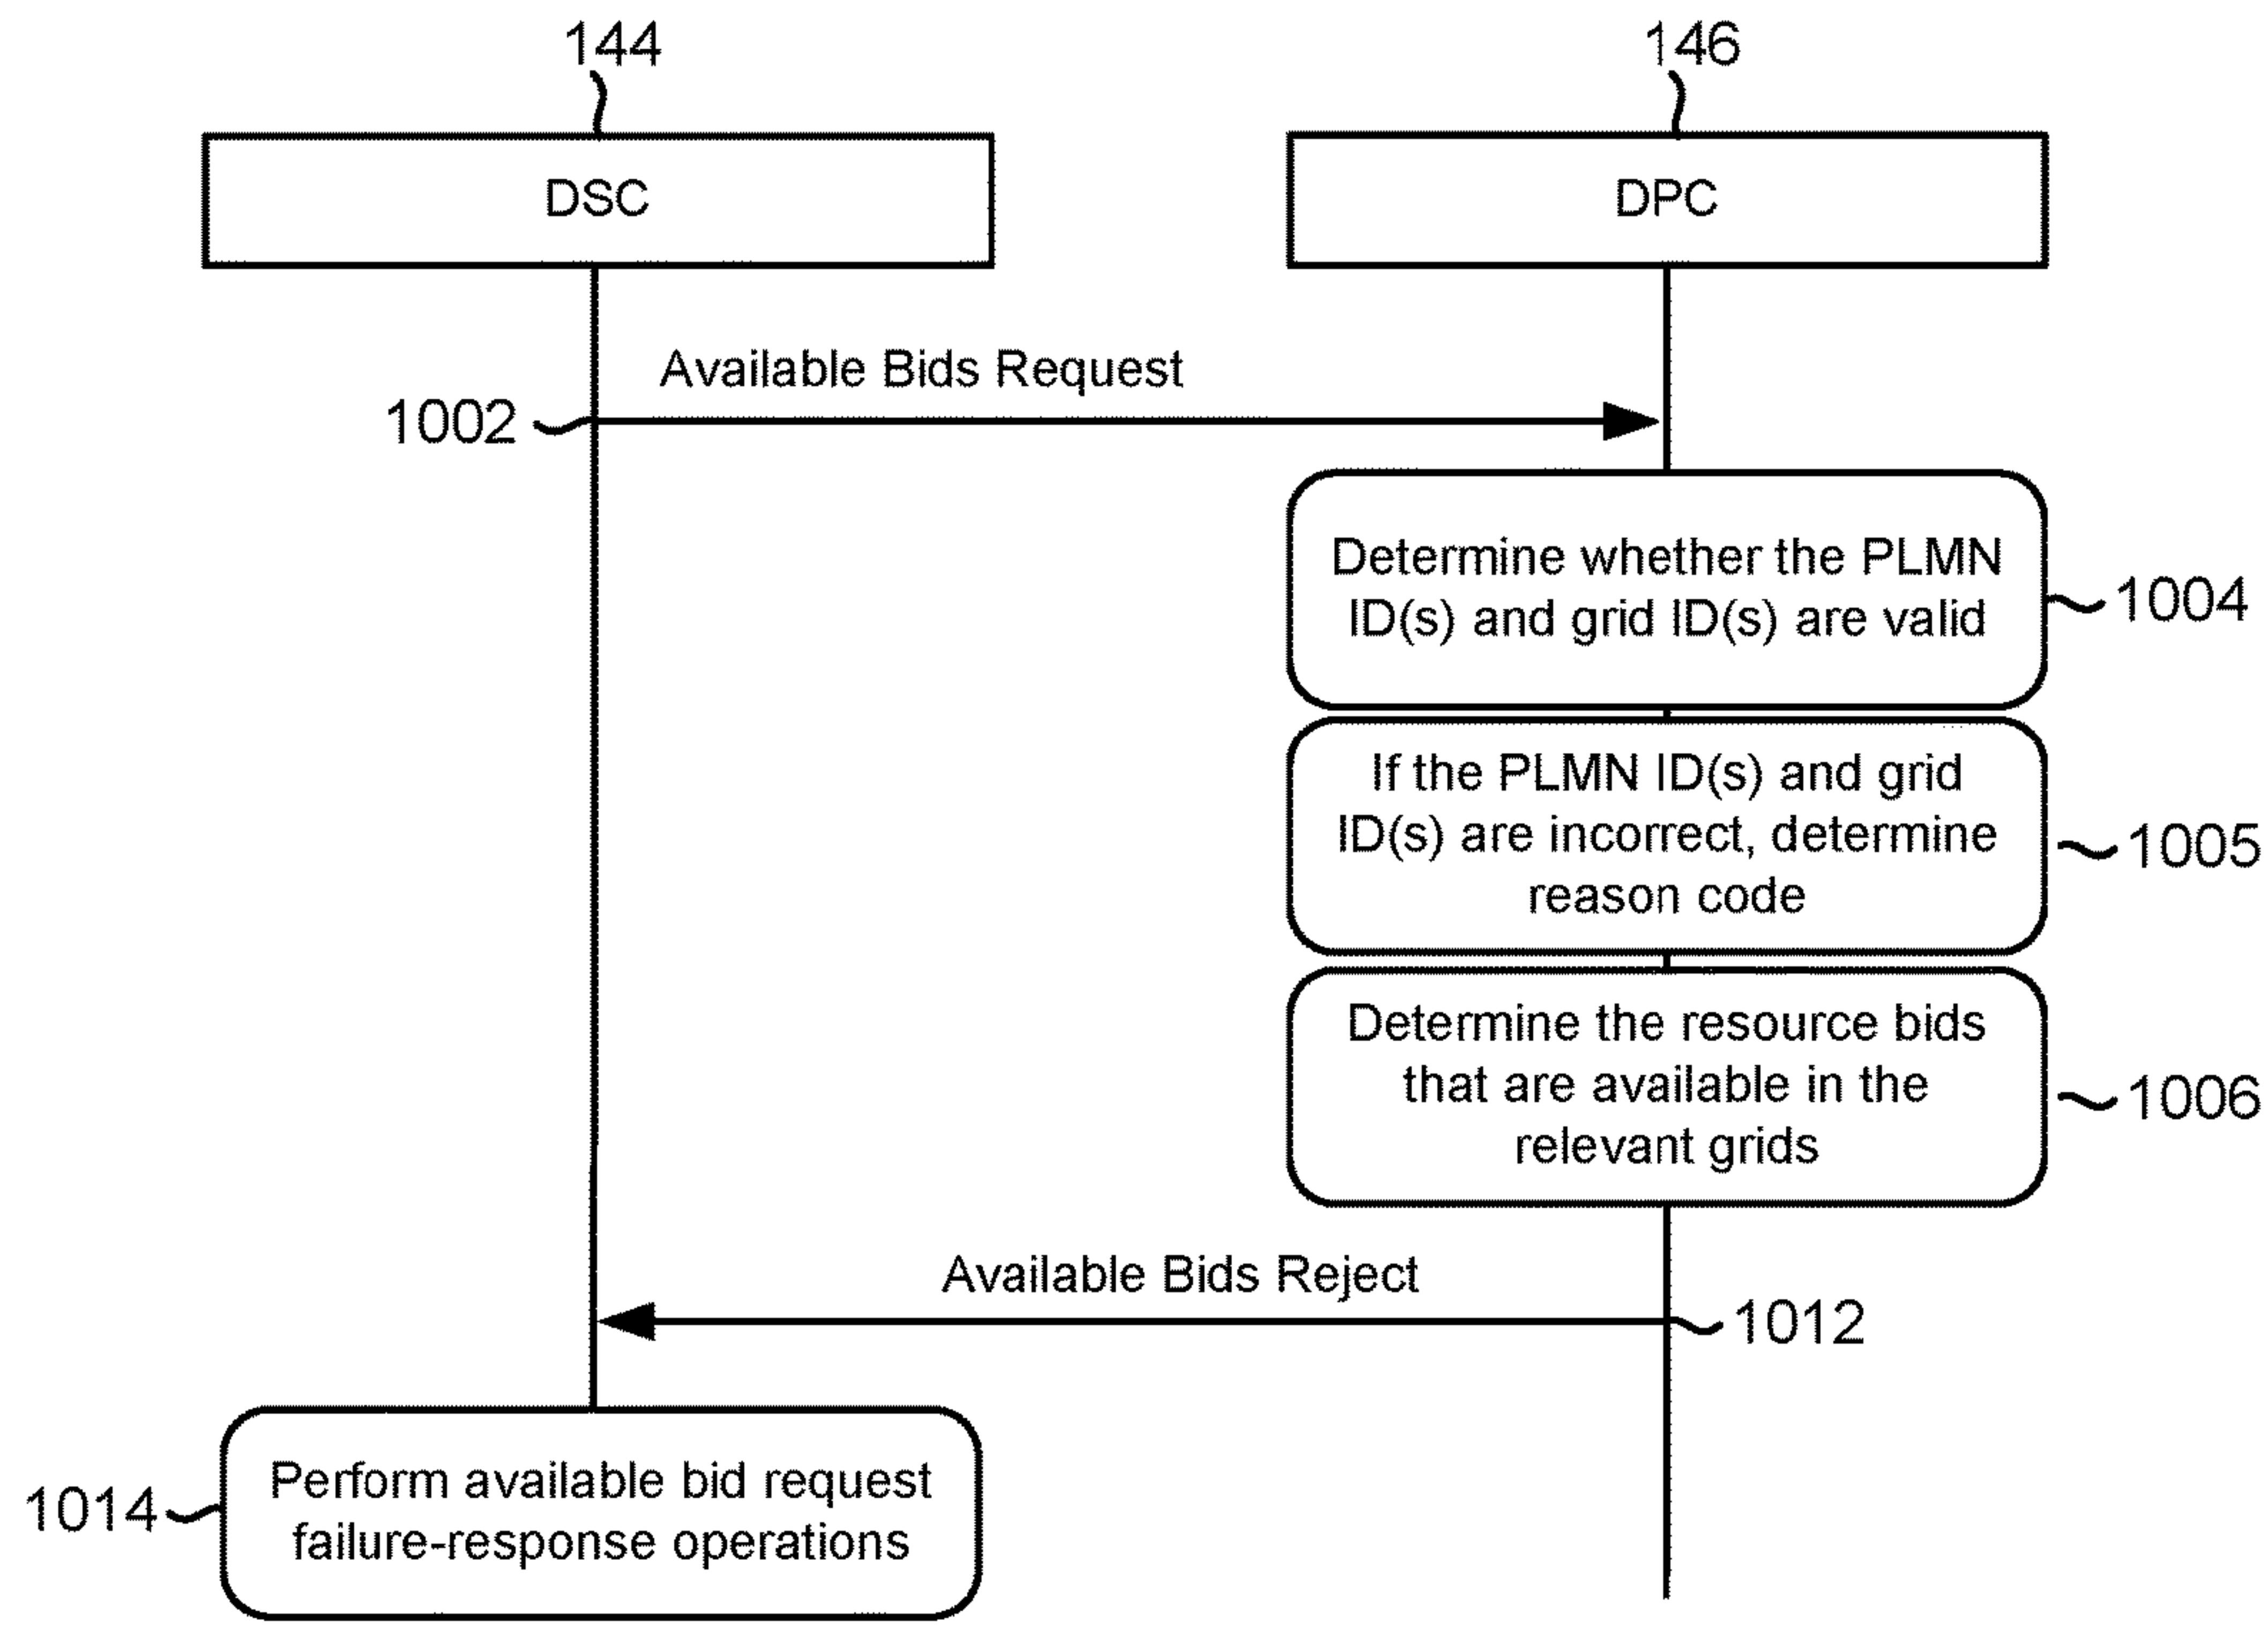 144
146
DSC
DPC
Available Bids Request
1002
Determine whether the PLMN
ID(s) and grid ID(s) are valid
1004
If the PLMN ID(s) and grid
ID(s) are incorrect, determine
reason code
1005
Determine the resource bids
that are available in the
relevant grids
1006
Available Bids Reject
1012
Perform available bid request
failure-response operations
1014